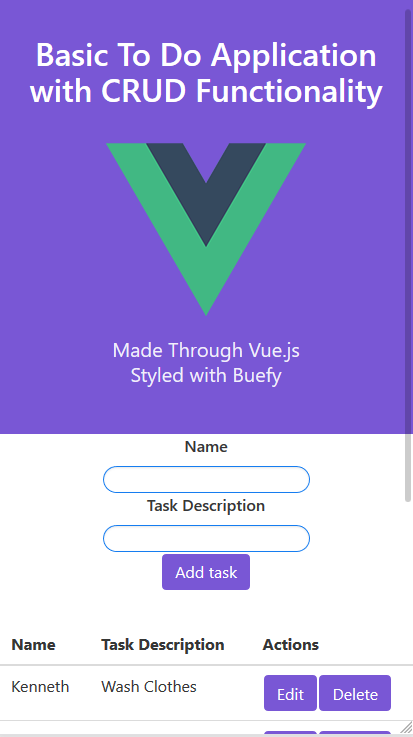 Basic To Do Application
with CRUD Functionality
Made Through Vue.js
Styled with Buefy
Name
Task Description
Add task
Name Task Description Actions
Kenneth Wash Clothes Edit Delete